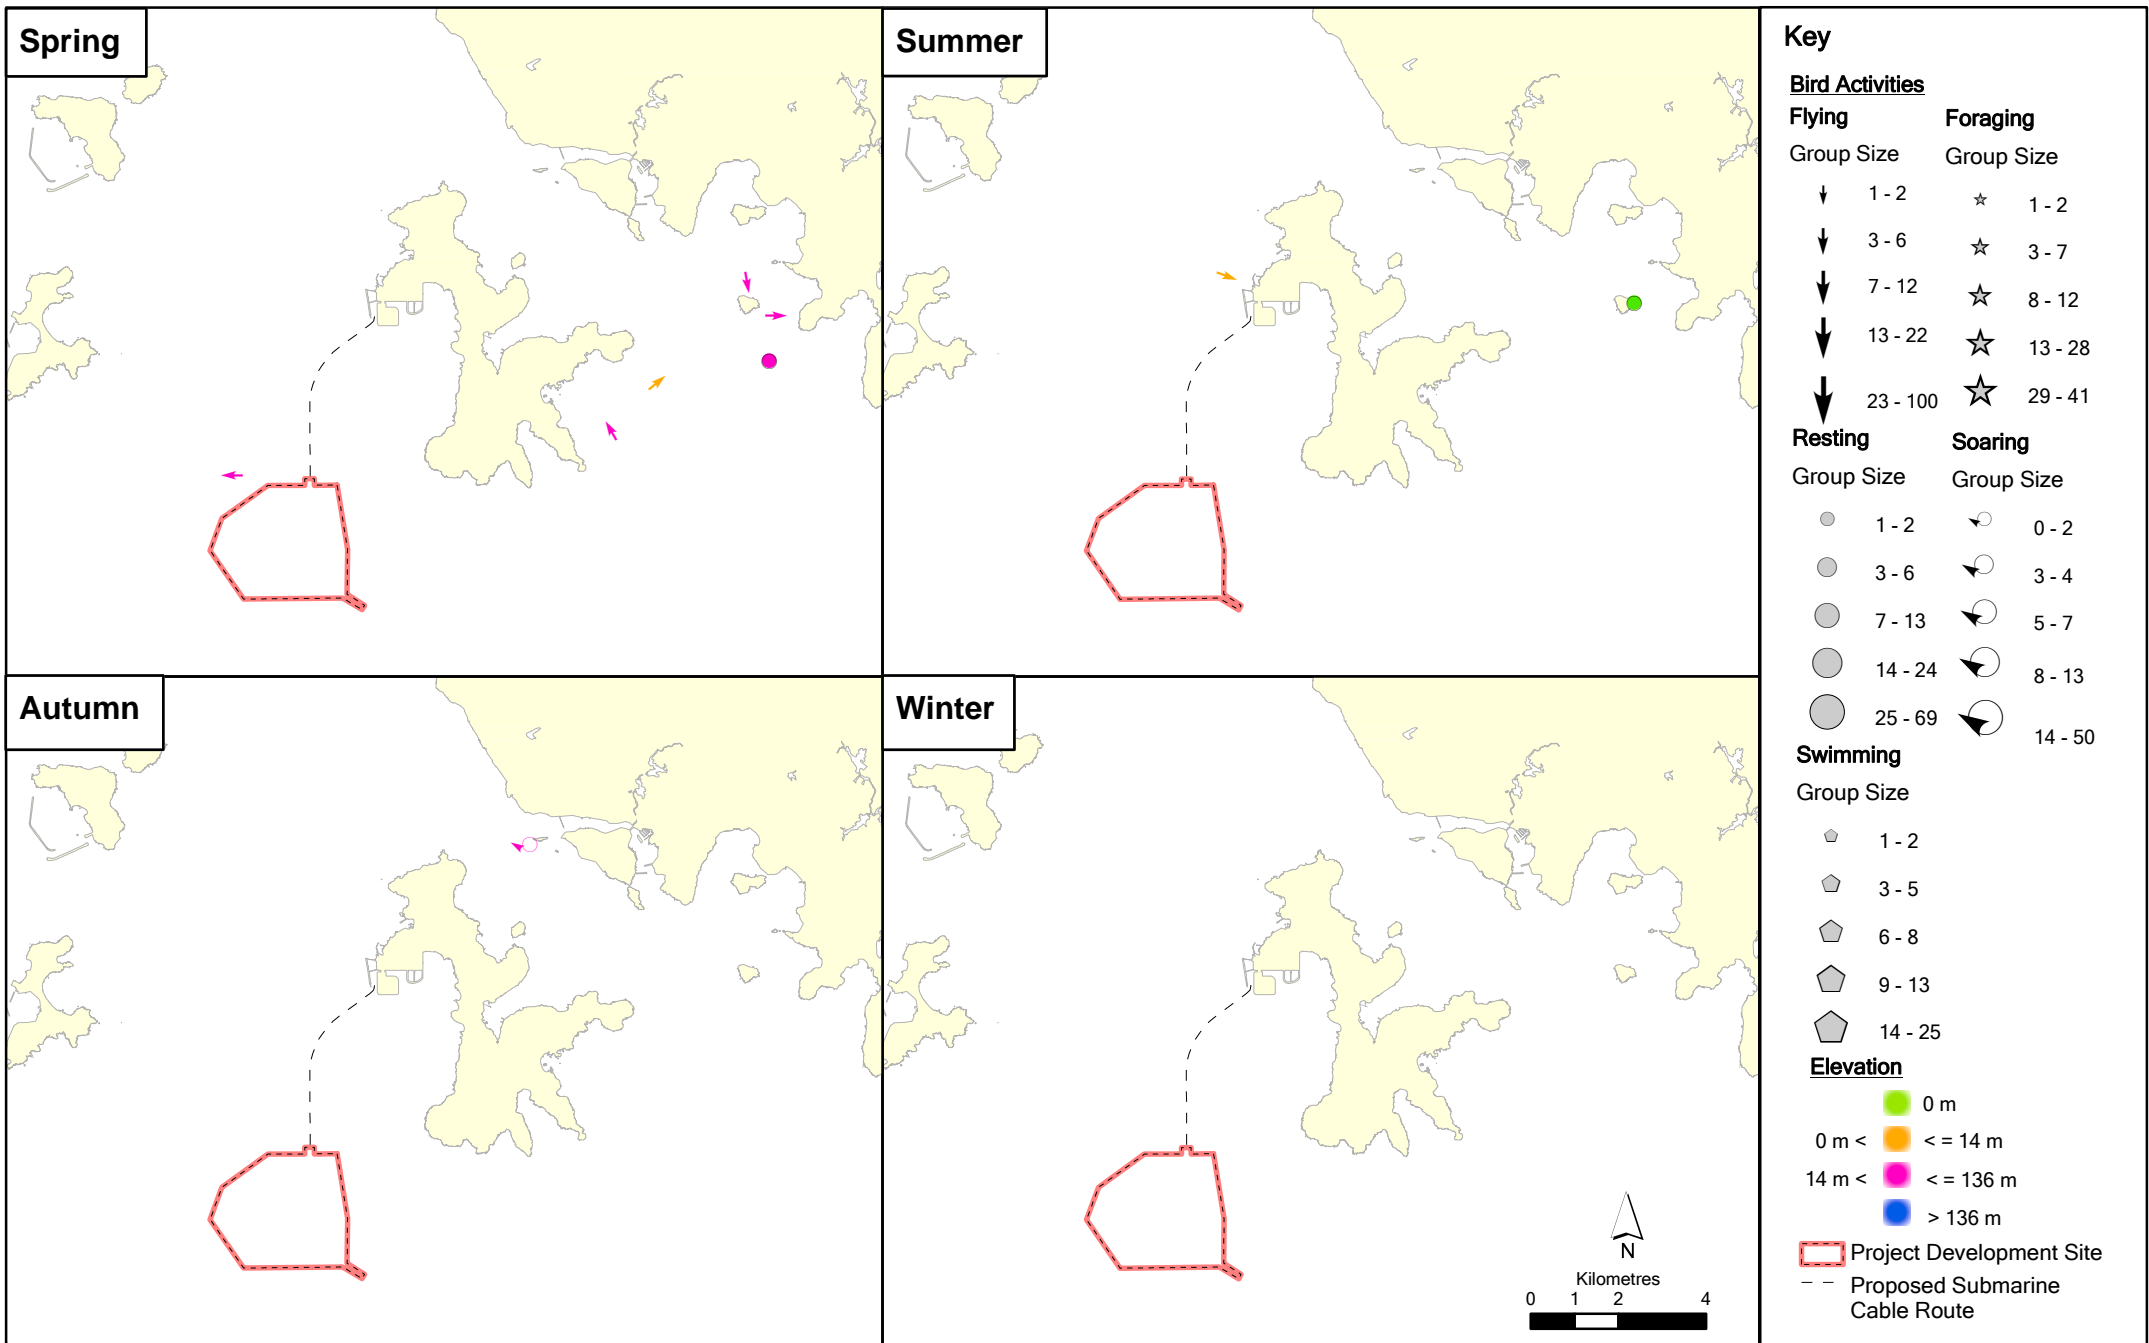 Spring
Summer
Autumn
Winter
N
Kilometres
0 1 2 4
Key
Bird Activities
Flying
Group Size
1 - 2
3 - 6
7 - 12
13 - 22
23 - 100
Foraging
Group Size
1 - 2
3 - 7
8 - 12
13 - 28
29 - 41
Resting
Group Size
1 - 2
3 - 6
7 - 13
14 - 24
25 - 69
Soaring
Group Size
0 - 2
3 - 4
5 - 7
8 - 13
14 - 50
Swimming
Group Size
1 - 2
3 - 5
6 - 8
9 - 13
14 - 25
Elevation
0 m
0 m < < = 14 m
14 m < < = 136 m
> 136 m
Project Development Site
Proposed Submarine
Cable Route